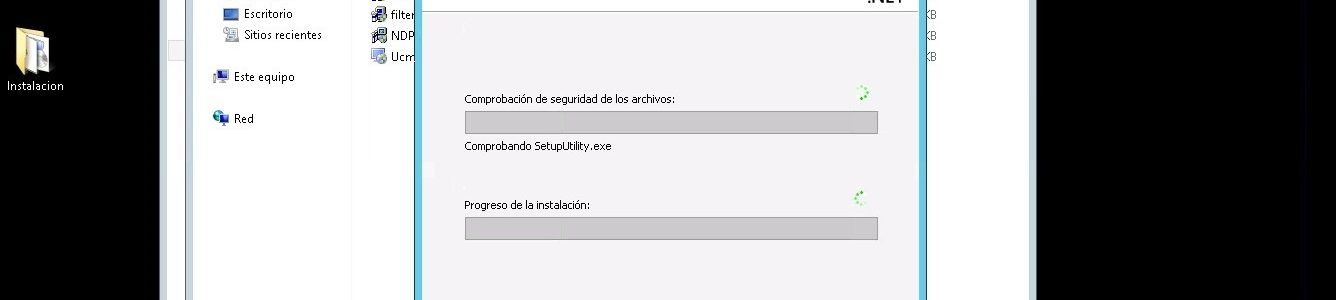 Instalacion
Escritorio
Sitios recientes
Este equipo
Red
filter
NDP
Ucm
KB
KB
KB
Comprobación de seguridad de los archivos:
Comprobando SetupUtility.exe
Progreso de la instalación: